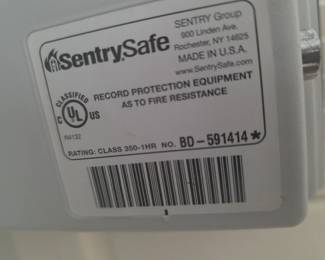 SentrySafe
SENTRY Group
900 Linden Ave.
Rochester, NY 14625
MADE IN U.S.A.
www.SentrySafe.com
CLASSIFIED
UL
US
RECORD PROTECTION EQUIPMENT
AS TO FIRE RESISTANCE
RATING: CLASS 350-1HR NO. BD-591414*